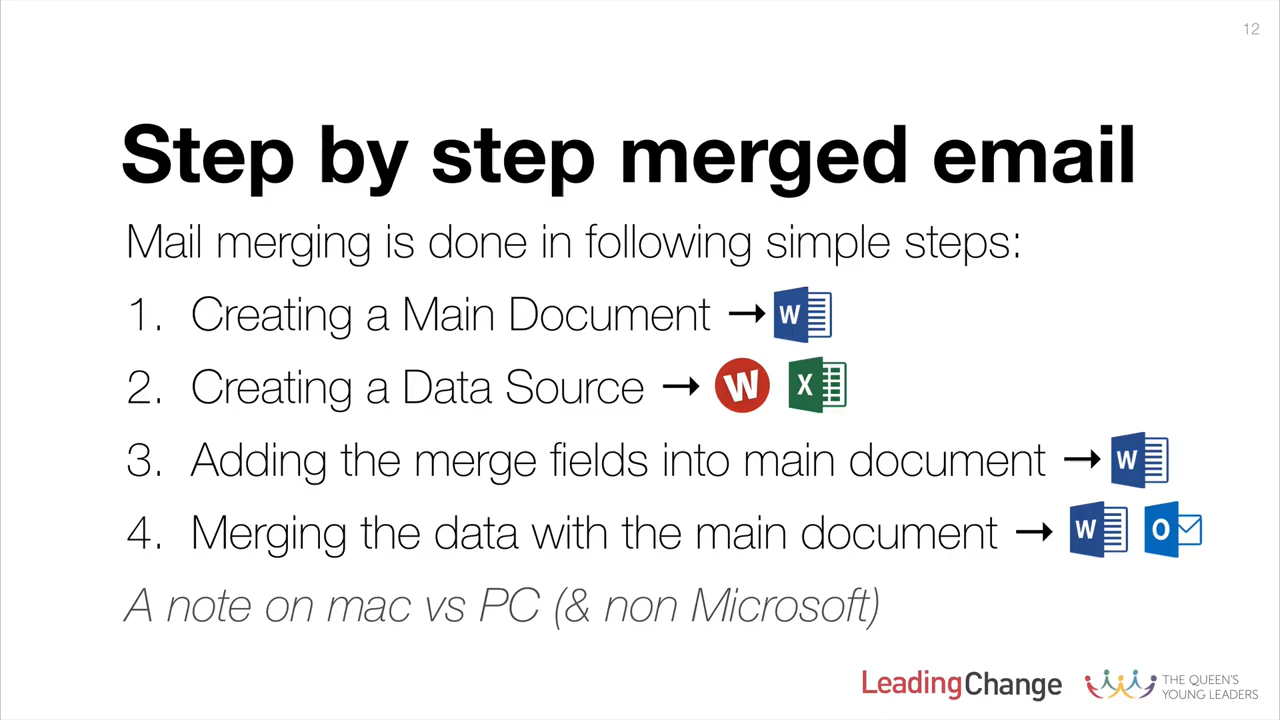 12
Step by step merged email
Mail merging is done in following simple steps:
1. Creating a Main Document → W
2. Creating a Data Source → W X
3. Adding the merge fields into main document → W
4. Merging the data with the main document → W O
A note on mac vs PC (& non Microsoft)
LeadingChange
THE QUEEN'S
YOUNG LEADERS